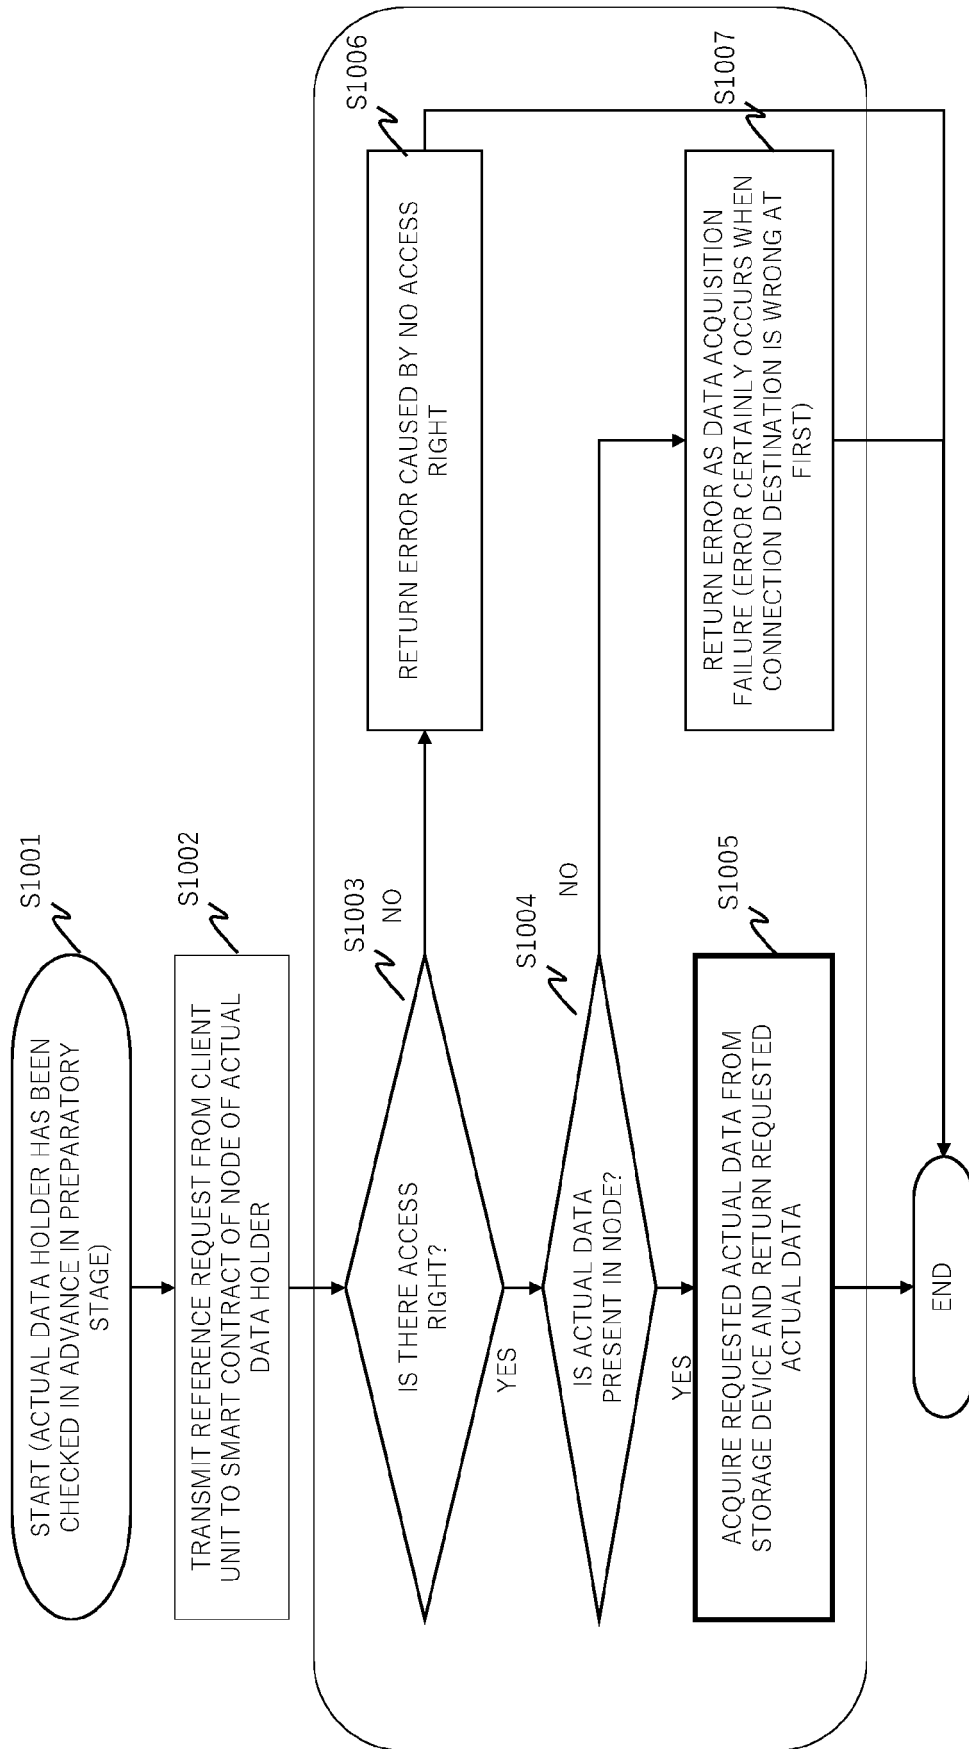 S1001
START (ACTUAL DATA HOLDER HAS BEEN
CHECKED IN ADVANCE IN PREPARATORY
STAGE)
S1002
TRANSMIT REFERENCE REQUEST FROM CLIENT
UNIT TO SMART CONTRACT OF NODE OF ACTUAL
DATA HOLDER
S1003
NO
IS THERE ACCESS
RIGHT?
YES
S1006
RETURN ERROR CAUSED BY NO ACCESS
RIGHT
S1004
NO
IS ACTUAL DATA
PRESENT IN NODE?
YES
S1007
RETURN ERROR AS DATA ACQUISITION
FAILURE (ERROR CERTAINLY OCCURS WHEN
CONNECTION DESTINATION IS WRONG AT
FIRST)
S1005
ACQUIRE REQUESTED ACTUAL DATA FROM
STORAGE DEVICE AND RETURN REQUESTED
ACTUAL DATA
END